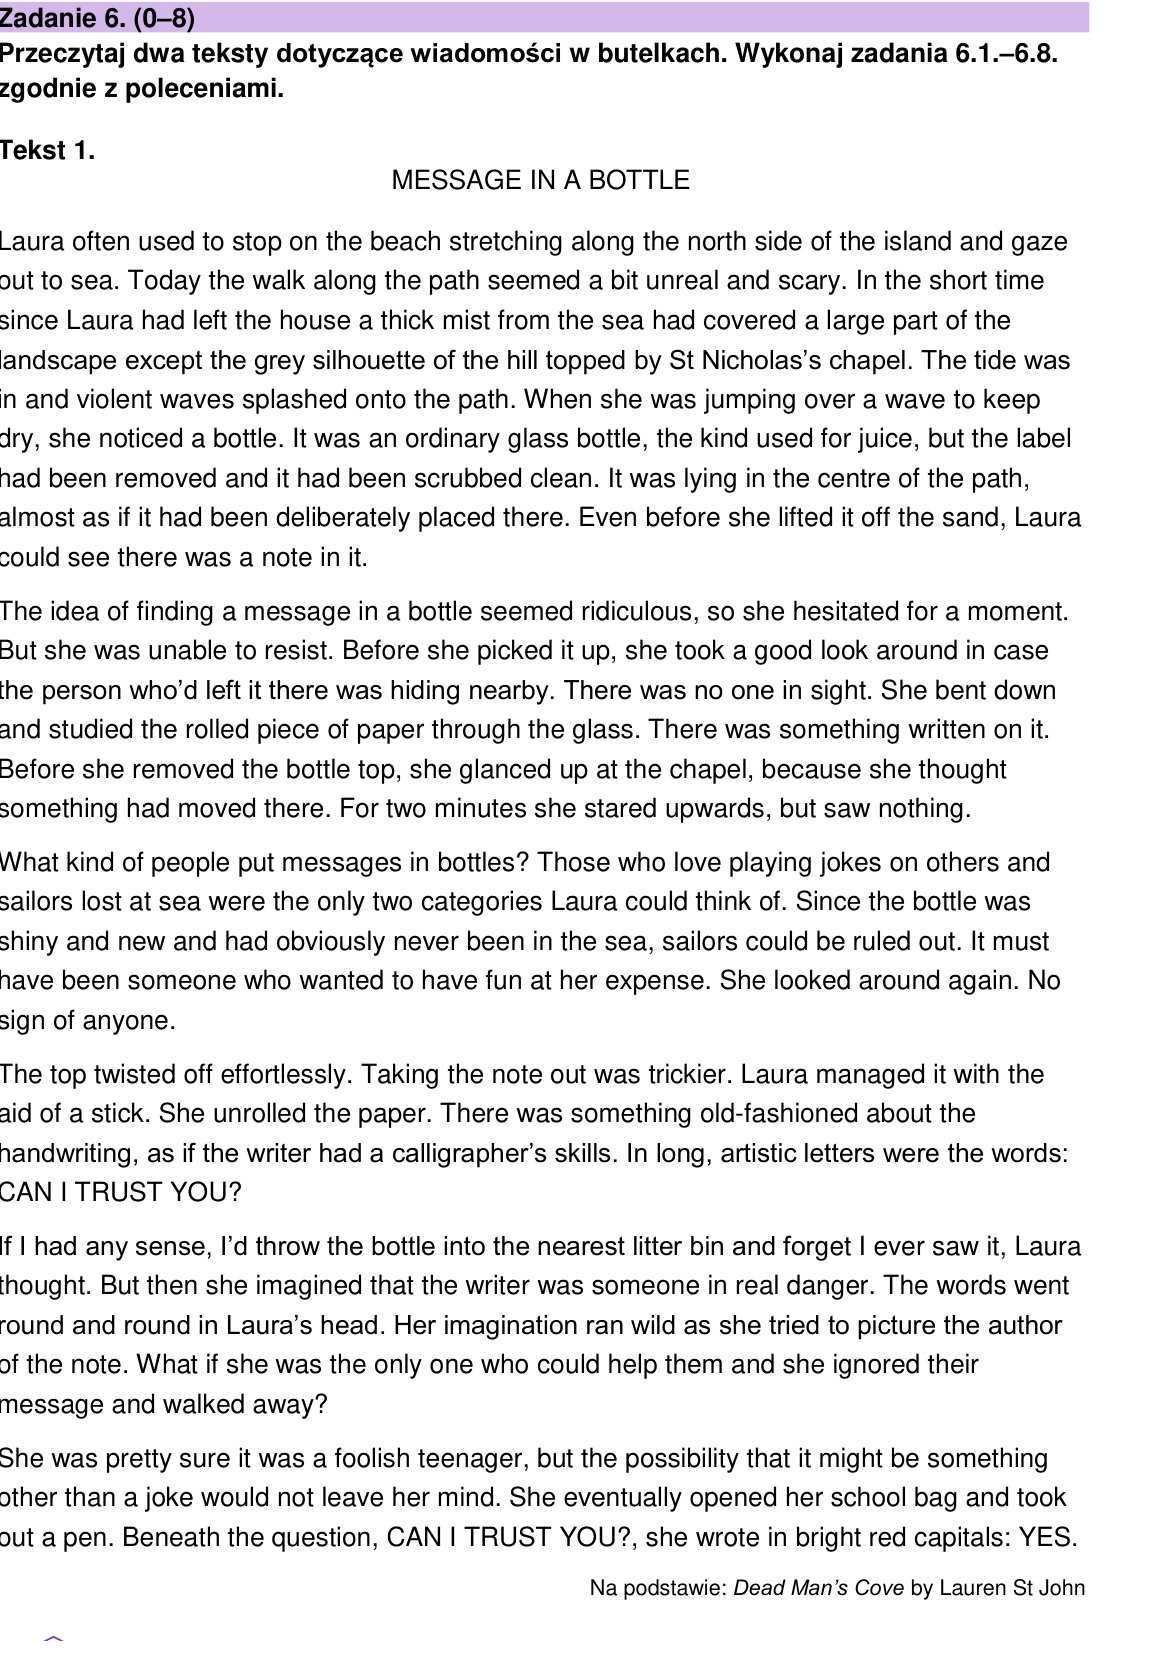 Zadanie 6. (0–8)
Przeczytaj dwa teksty dotyczące wiadomości w butelkach. Wykonaj zadania 6.1.–6.8.
zgodnie z poleceniami.
Tekst 1.
MESSAGE IN A BOTTLE
Laura often used to stop on the beach stretching along the north side of the island and gaze
out to sea. Today the walk along the path seemed a bit unreal and scary. In the short time
since Laura had left the house a thick mist from the sea had covered a large part of the
landscape except the grey silhouette of the hill topped by St Nicholas’s chapel. The tide was
in and violent waves splashed onto the path. When she was jumping over a wave to keep
dry, she noticed a bottle. It was an ordinary glass bottle, the kind used for juice, but the label
had been removed and it had been scrubbed clean. It was lying in the centre of the path,
almost as if it had been deliberately placed there. Even before she lifted it off the sand, Laura
could see there was a note in it.
The idea of finding a message in a bottle seemed ridiculous, so she hesitated for a moment.
But she was unable to resist. Before she picked it up, she took a good look around in case
the person who’d left it there was hiding nearby. There was no one in sight. She bent down
and studied the rolled piece of paper through the glass. There was something written on it.
Before she removed the bottle top, she glanced up at the chapel, because she thought
something had moved there. For two minutes she stared upwards, but saw nothing.
What kind of people put messages in bottles? Those who love playing jokes on others and
sailors lost at sea were the only two categories Laura could think of. Since the bottle was
shiny and new and had obviously never been in the sea, sailors could be ruled out. It must
have been someone who wanted to have fun at her expense. She looked around again. No
sign of anyone.
The top twisted off effortlessly. Taking the note out was trickier. Laura managed it with the
aid of a stick. She unrolled the paper. There was something old-fashioned about the
handwriting, as if the writer had a calligrapher’s skills. In long, artistic letters were the words:
CAN I TRUST YOU?
If I had any sense, I’d throw the bottle into the nearest litter bin and forget I ever saw it, Laura
thought. But then she imagined that the writer was someone in real danger. The words went
round and round in Laura’s head. Her imagination ran wild as she tried to picture the author
of the note. What if she was the only one who could help them and she ignored their
message and walked away?
She was pretty sure it was a foolish teenager, but the possibility that it might be something
other than a joke would not leave her mind. She eventually opened her school bag and took
out a pen. Beneath the question, CAN I TRUST YOU?, she wrote in bright red capitals: YES.
Na podstawie: Dead Man’s Cove by Lauren St John